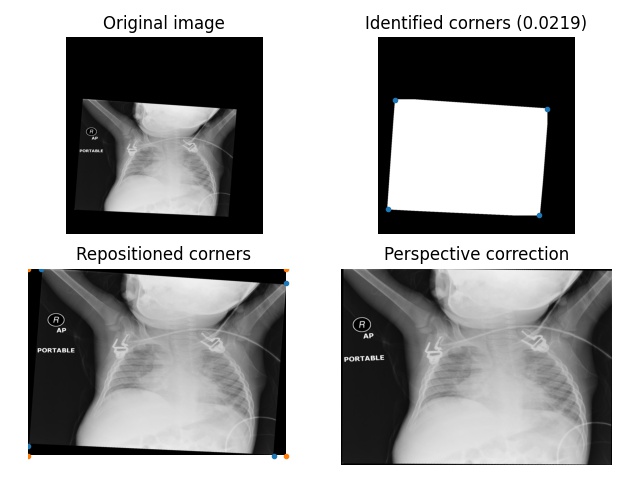 Original image
Identified corners (0.0219)
R
AP
PORTABLE
Repositioned corners
Perspective correction
R
AP
PORTABLE
R
AP
PORTABLE